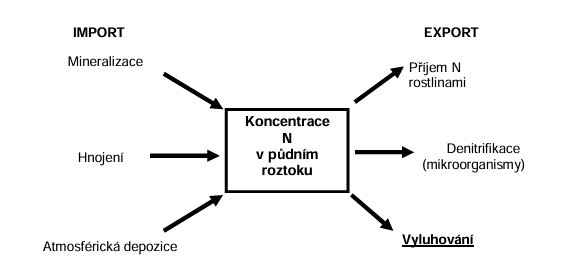 IMPORT
EXPORT
Mineralizace
Příjem N
rostlinami
Koncentrace
N
v půdním
roztoku
Hnojení
Denitrifikace
(mikroorganismy)
Atmosférická depozice
Vyluhování